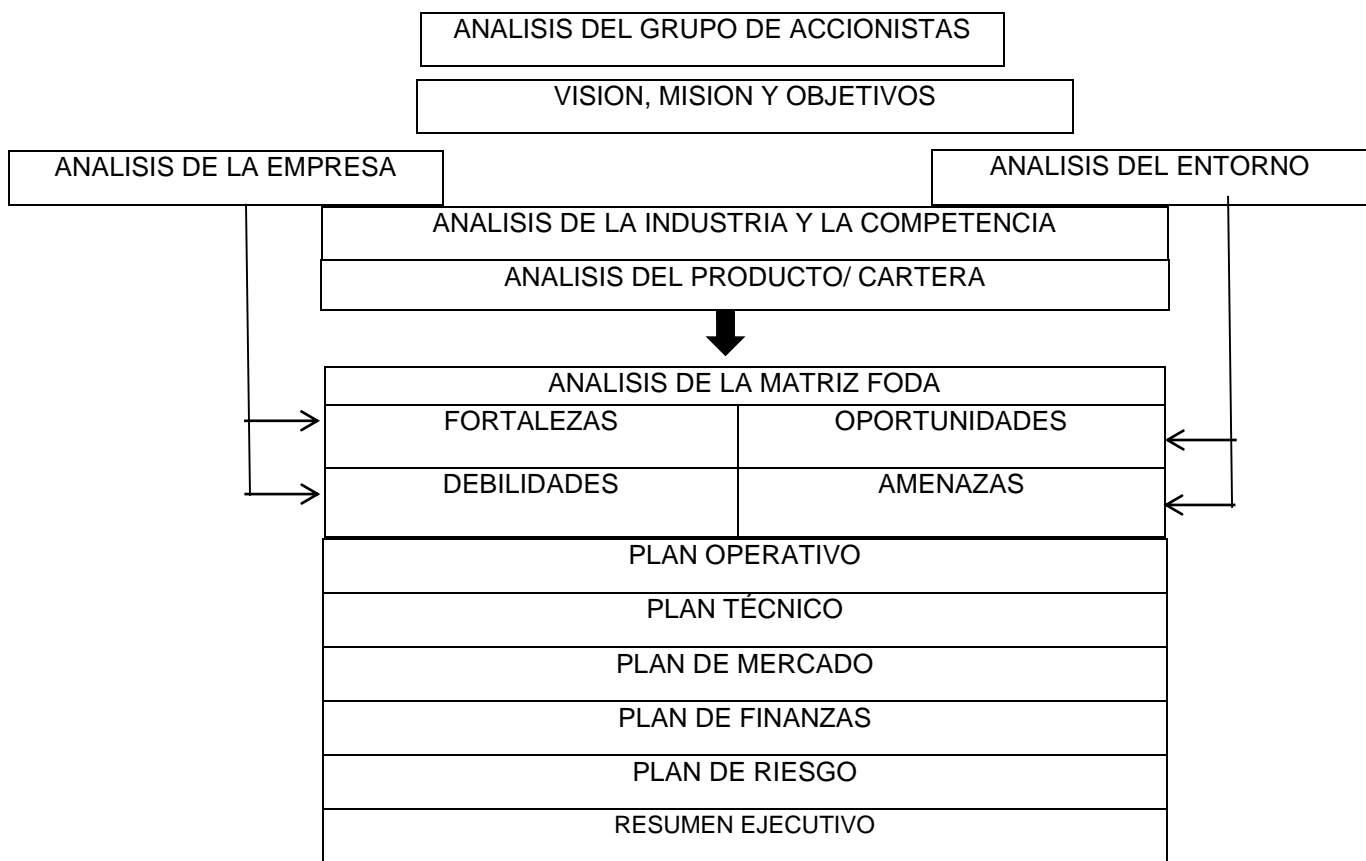 ANALISIS DEL GRUPO DE ACCIONISTAS
VISION, MISION Y OBJETIVOS
ANALISIS DE LA EMPRESA
ANALISIS DEL ENTORNO
ANALISIS DE LA INDUSTRIA Y LA COMPETENCIA
ANALISIS DEL PRODUCTO/ CARTERA
ANALISIS DE LA MATRIZ FODA
FORTALEZAS
OPORTUNIDADES
DEBILIDADES
AMENAZAS
PLAN OPERATIVO
PLAN TÉCNICO
PLAN DE MERCADO
PLAN DE FINANZAS
PLAN DE RIESGO
RESUMEN EJECUTIVO